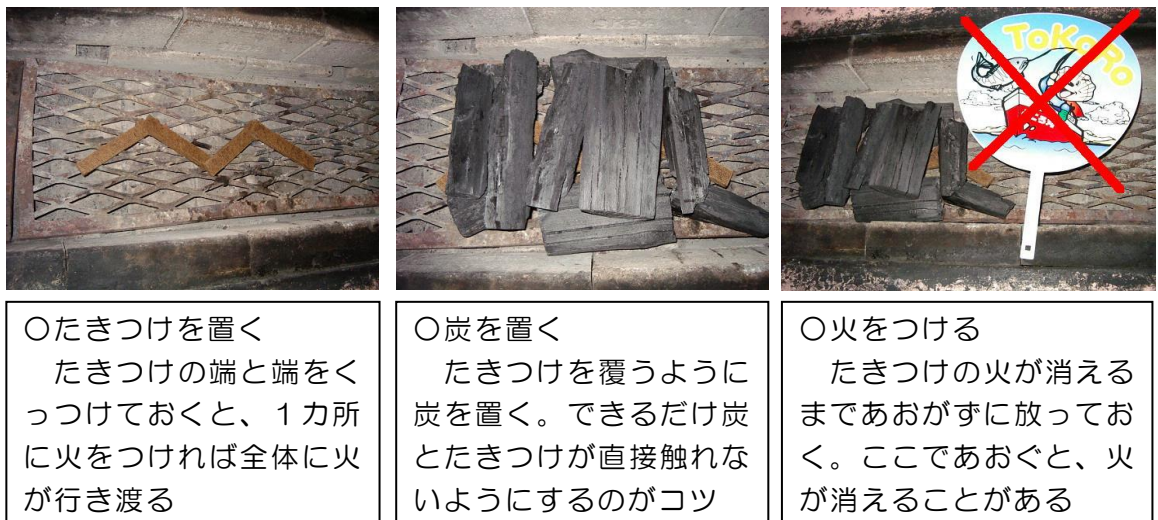 TOKORO
○たきつけを置く
　たきつけの端と端をく
っつけておくと、１カ所
に火をつければ全体に火
が行き渡る
○炭を置く
　たきつけを覆うように
炭を置く。できるだけ炭
とたきつけが直接触れな
いようにするのがコツ
○火をつける
　たきつけの火が消える
まであおがずに放ってお
く。ここであおぐと、火
が消えることがある